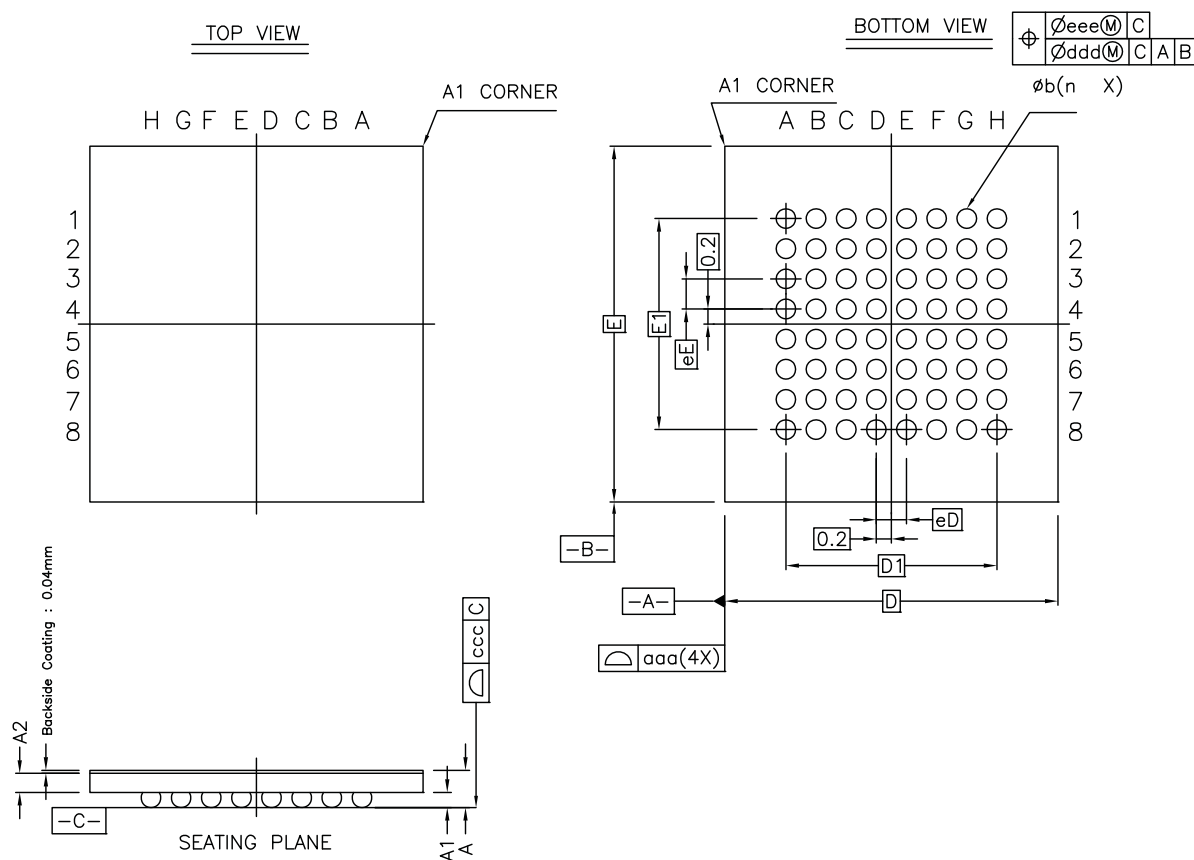 TOP VIEW
A1 CORNER
H G F E D C B A
1
2
3
4
5
6
7
8
BOTTOM VIEW
Øeee Ⓜ C
Øddd Ⓜ C A B
A1 CORNER
øb(n X)
A B C D E F G H
1
2
3
4
5
6
7
8
0.2
E
E1
eE
eD
0.2
D1
D
-B-
-A-
aaa(4X)
Backside Coating : 0.04mm
A2
ccc C
-C-
SEATING PLANE
A1
A